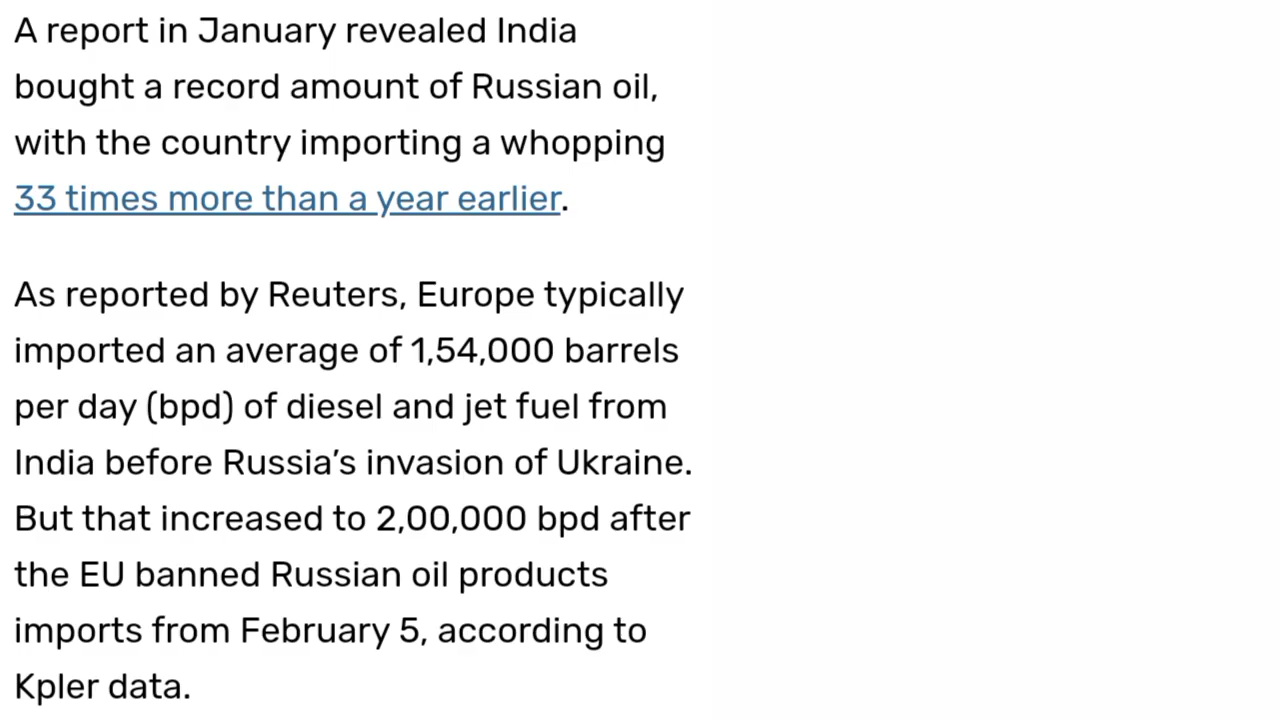 A report in January revealed India
bought a record amount of Russian oil,
with the country importing a whopping
33 times more than a year earlier.
As reported by Reuters, Europe typically
imported an average of 1,54,000 barrels
per day (bpd) of diesel and jet fuel from
India before Russia’s invasion of Ukraine.
But that increased to 2,00,000 bpd after
the EU banned Russian oil products
imports from February 5, according to
Kpler data.